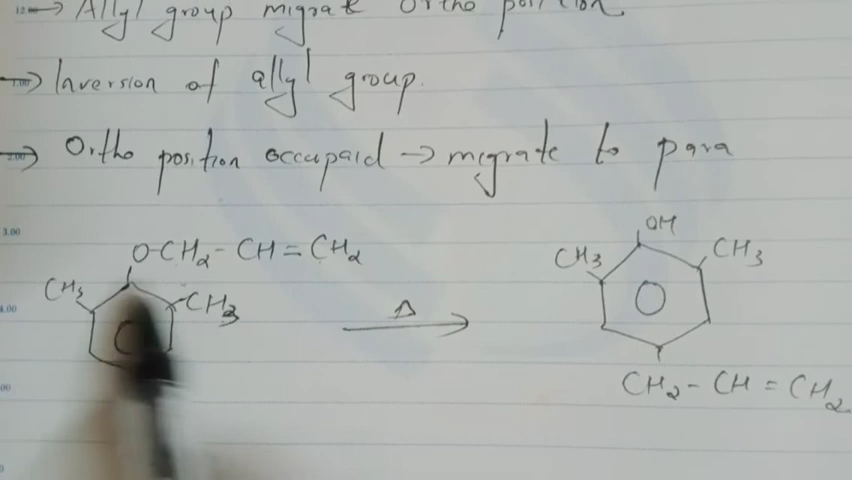 → Allyl group migrate Ortho position.
→ Inversion of allyl group.
→ Ortho position occupaid → migrate to para
O-CH₂-CH=CH₂
CH₃
CH₃
Δ
OH
CH₃
CH₃
CH₂-CH=CH₂